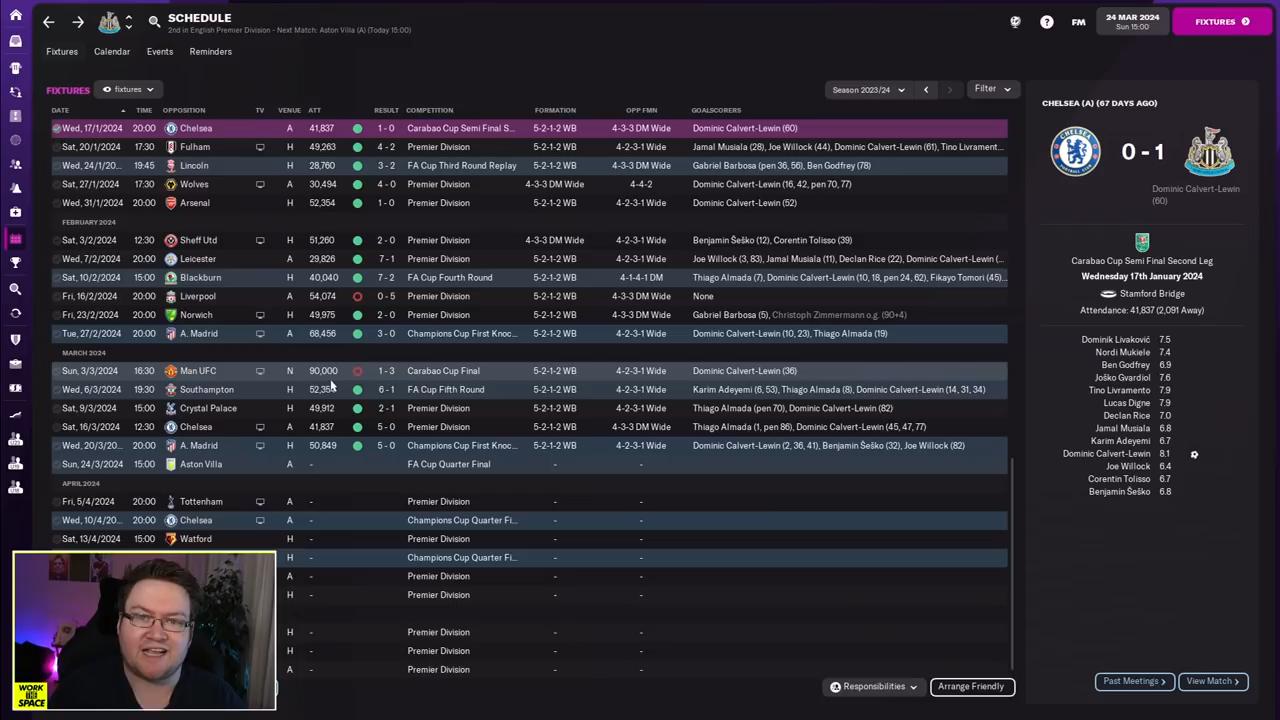 SCHEDULE
2nd in English Premier Division - Next Match: Aston Villa (A) (Today 15:00)
FM
24 MAR 2024
Sun 15:00
FIXTURES
Fixtures Calendar Events Reminders
FIXTURES fixtures Season 2023/24 Filter
DATE TIME OPPOSITION TV VENUE ATT RESULT COMPETITION FORMATION OPP FORM GOALSCORERS
Wed, 17/1/2024 20:00 Chelsea A 41,837 1 - 0 Carabao Cup Semi Final S... 5-2-1-2 WB 4-3-3 DM Wide Dominic Calvert-Lewin (60)
Sat, 20/1/2024 17:30 Fulham H 49,263 4 - 2 Premier Division 5-2-1-2 WB 4-3-3 DM Wide Jamal Musiala (28), Joe Willock (44), Dominic Calvert-Lewin (61), Tino Livrament...
Wed, 24/1/20... 19:45 Lincoln H 28,760 3 - 2 FA Cup Third Round Replay 5-2-1-2 WB 4-3-3 DM Wide Gabriel Barbosa (pen 36, 56), Ben Godfrey (78)
Sat, 27/1/2024 17:30 Wolves A 30,494 4 - 0 Premier Division 4-3-3 DM Wide 4-4-2 Dominic Calvert-Lewin (16, 42, pen 70, 77)
Wed, 31/1/2024 20:00 Arsenal H 52,354 1 - 0 Premier Division 5-2-1-2 WB 4-3-3 DM Wide Dominic Calvert-Lewin (52)
FEBRUARY 2024
Sat, 3/2/2024 12:30 Sheff Utd H 51,260 2 - 0 Premier Division 4-3-3 DM Wide 4-2-3-1 Wide Benjamin Šeško (12), Corentin Tolisso (39)
Wed, 7/2/2024 20:00 Leicester A 29,826 7 - 1 Premier Division 5-2-1-2 WB 4-2-3-1 Wide Joe Willock (3, 83), Jamal Musiala (11), Declan Rice (22), Dominic Calvert-Lewin (...
Sat, 10/2/2024 15:00 Blackburn H 40,040 7 - 2 FA Cup Fourth Round 5-2-1-2 WB 4-1-4-1 DM Thiago Almada (7), Dominic Calvert-Lewin (10, 18, pen 24, 62), Fikayo Tomori (45)...
Fri, 16/2/2024 20:00 Liverpool A 54,074 0 - 5 Premier Division 5-2-1-2 WB 4-3-3 DM Wide None
Fri, 23/2/2024 20:00 Norwich H 49,975 2 - 0 Premier Division 5-2-1-2 WB 4-3-3 DM Wide Gabriel Barbosa (5), Christoph Zimmermann o.g. (90+4)
Tue, 27/2/2024 20:00 A. Madrid A 68,456 3 - 0 Champions Cup First Knoc... 5-2-1-2 WB 4-2-3-1 Wide Dominic Calvert-Lewin (10, 23), Thiago Almada (19)
MARCH 2024
Sun, 3/3/2024 16:30 Man UFC N 90,000 1 - 3 Carabao Cup Final 5-2-1-2 WB 4-2-3-1 Wide Dominic Calvert-Lewin (36)
Wed, 6/3/2024 19:30 Southampton H FA Cup Fifth Round 6 - 1 5-2-1-2 WB 4-2-3-1 Wide Karim Adeyemi (6, 53), Thiago Almada (8), Dominic Calvert-Lewin (14, 31, 34)
Sat, 9/3/2024 15:00 Crystal Palace H 49,912 2 - 1 Premier Division 5-2-1-2 WB 4-2-3-1 Wide Thiago Almada (pen 70), Dominic Calvert-Lewin (82)
Sat, 16/3/2024 12:30 Chelsea A 41,837 5 - 0 Premier Division 5-2-1-2 WB 4-3-3 DM Wide Thiago Almada (1, pen 86), Dominic Calvert-Lewin (45, 47, 77)
Wed, 20/3/20... 20:00 A. Madrid H 50,849 5 - 0 Champions Cup First Knoc... 5-2-1-2 WB 4-2-3-1 Wide Dominic Calvert-Lewin (2, 36, 41), Benjamin Šeško (32), Joe Willock (82)
Sun, 24/3/2024 15:00 Aston Villa A - FA Cup Quarter Final - -
APRIL 2024
Fri, 5/4/2024 20:00 Tottenham A - Premier Division - -
Wed, 10/4/20... 20:00 Chelsea A - Champions Cup Quarter Fi... - -
Sat, 13/4/2024 15:00 Watford H - Premier Division - -
H - Champions Cup Quarter Fi... - -
A - Premier Division - -
H - Premier Division - -
H - Premier Division - -
H - Premier Division - -
A - Premier Division - -
Responsibilities Arrange Friendly
CHELSEA (A) (67 DAYS AGO)
0 - 1
Dominic Calvert-Lewin
(60)
Carabao Cup Semi Final Second Leg
Wednesday 17th January 2024
Stamford Bridge
Attendance: 41,837 (2,091 Away)
Dominik Livaković 7.5
Nordi Mukiele 7.4
Ben Godfrey 6.9
Joško Gvardiol 7.6
Tino Livramento 7.9
Lucas Digne 7.9
Declan Rice 7.0
Jamal Musiala 6.8
Karim Adeyemi 6.7
Dominic Calvert-Lewin 8.1
Joe Willock 6.4
Corentin Tolisso 6.7
Benjamin Šeško 6.8
Past Meetings View Match
WORK
THE
SPACE